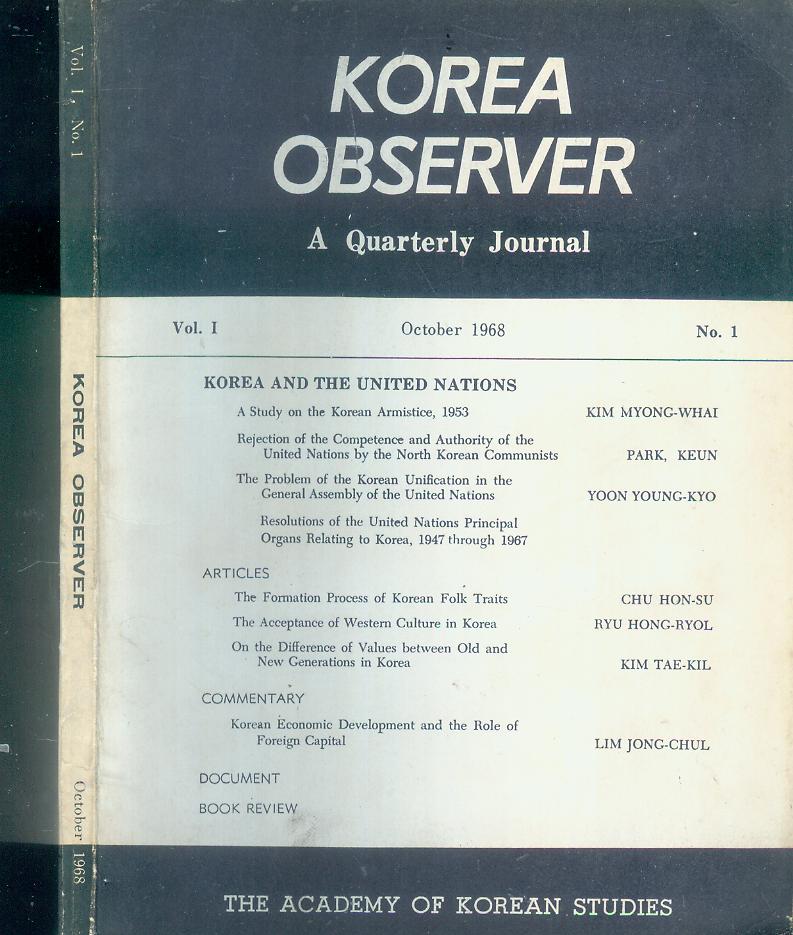 Vol. I, No. 1
KOREA OBSERVER
October 1968
KOREA
OBSERVER
A Quarterly Journal
Vol. I October 1968 No. 1
KOREA AND THE UNITED NATIONS
A Study on the Korean Armistice, 1953 KIM MYONG-WHAI
Rejection of the Competence and Authority of the
United Nations by the North Korean Communists PARK, KEUN
The Problem of the Korean Unification in the
General Assembly of the United Nations YOON YOUNG-KYO
Resolutions of the United Nations Principal
Organs Relating to Korea, 1947 through 1967
ARTICLES
The Formation Process of Korean Folk Traits CHU HON-SU
The Acceptance of Western Culture in Korea RYU HONG-RYOL
On the Difference of Values between Old and
New Generations in Korea KIM TAE-KIL
COMMENTARY
Korean Economic Development and the Role of
Foreign Capital LIM JONG-CHUL
DOCUMENT
BOOK REVIEW
THE ACADEMY OF KOREAN STUDIES